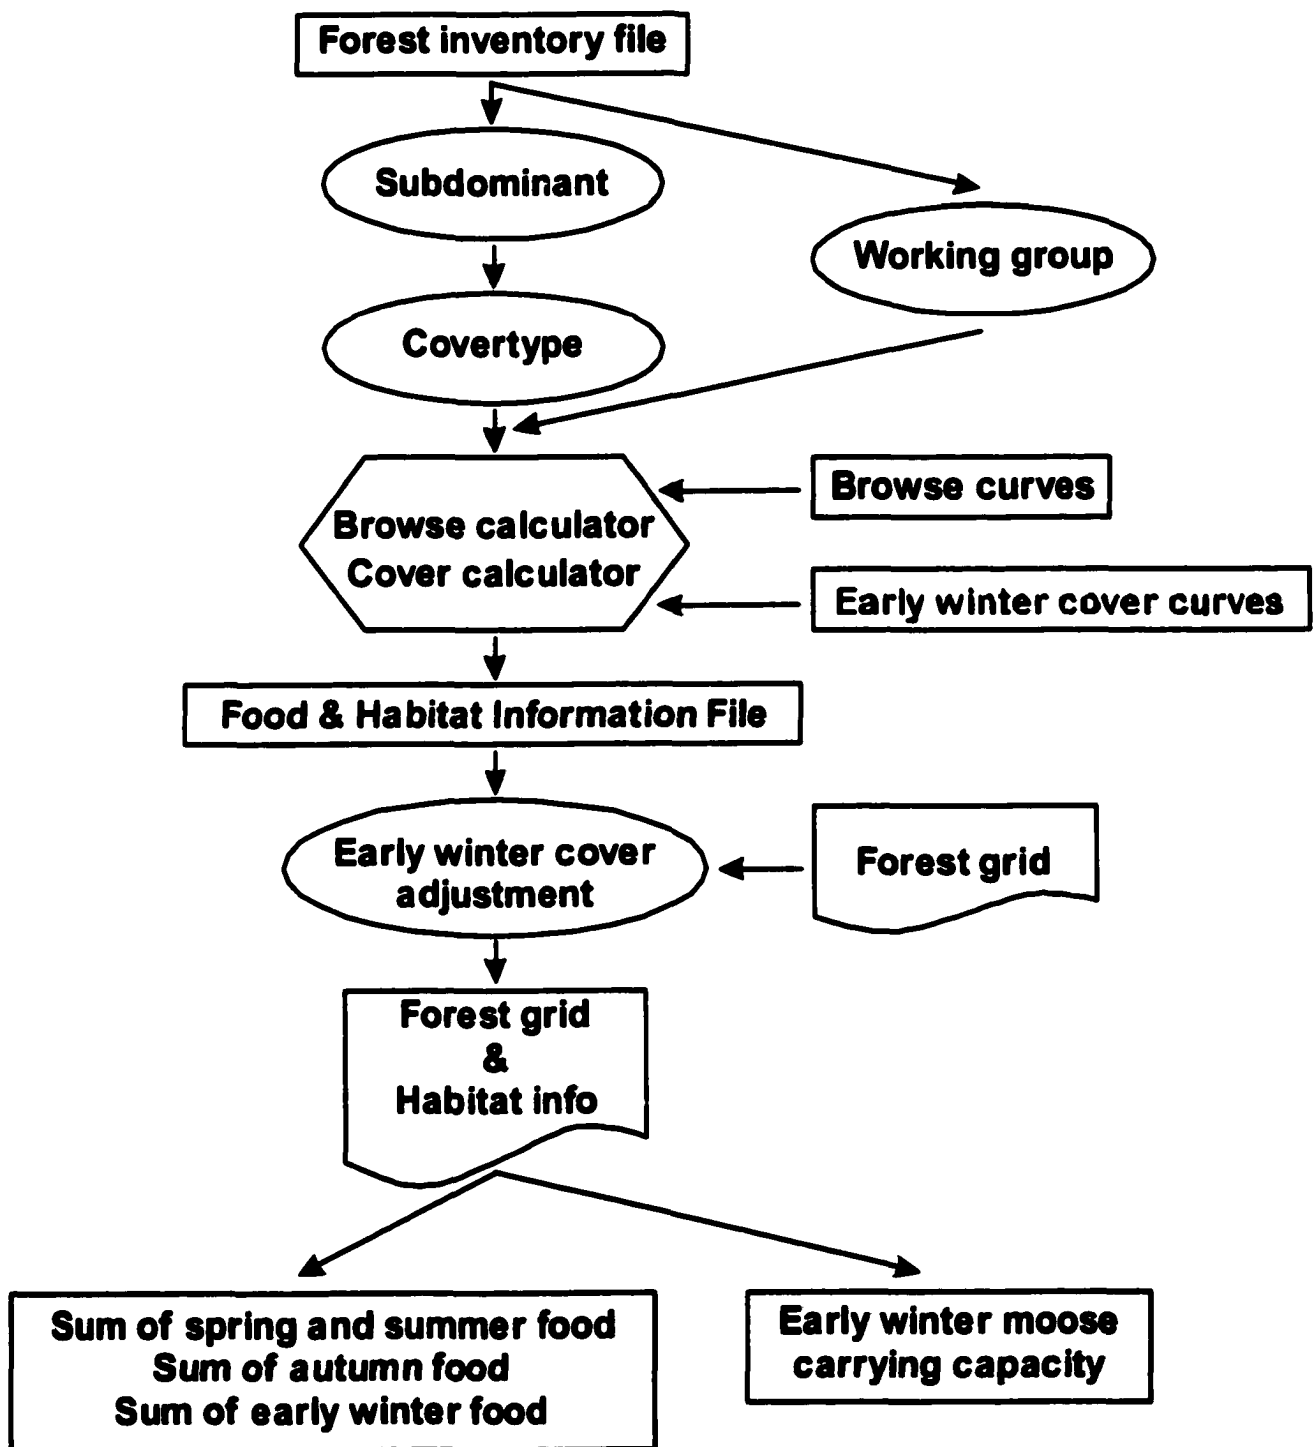 Forest inventory file
Subdominant
Working group
Covertype
Browse curves
Browse calculator
Cover calculator
Early winter cover curves
Food & Habitat Information File
Early winter cover
adjustment
Forest grid
Forest grid
&
Habitat info
Sum of spring and summer food
Sum of autumn food
Sum of early winter food
Early winter moose
carrying capacity